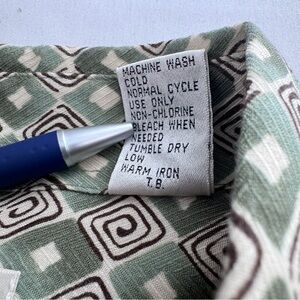 MACHINE WASH
COLD
NORMAL CYCLE
USE ONLY
NON-CHLORINE
BLEACH WHEN
NEEDED
TUMBLE DRY
LOW
WARM IRON
T.B.